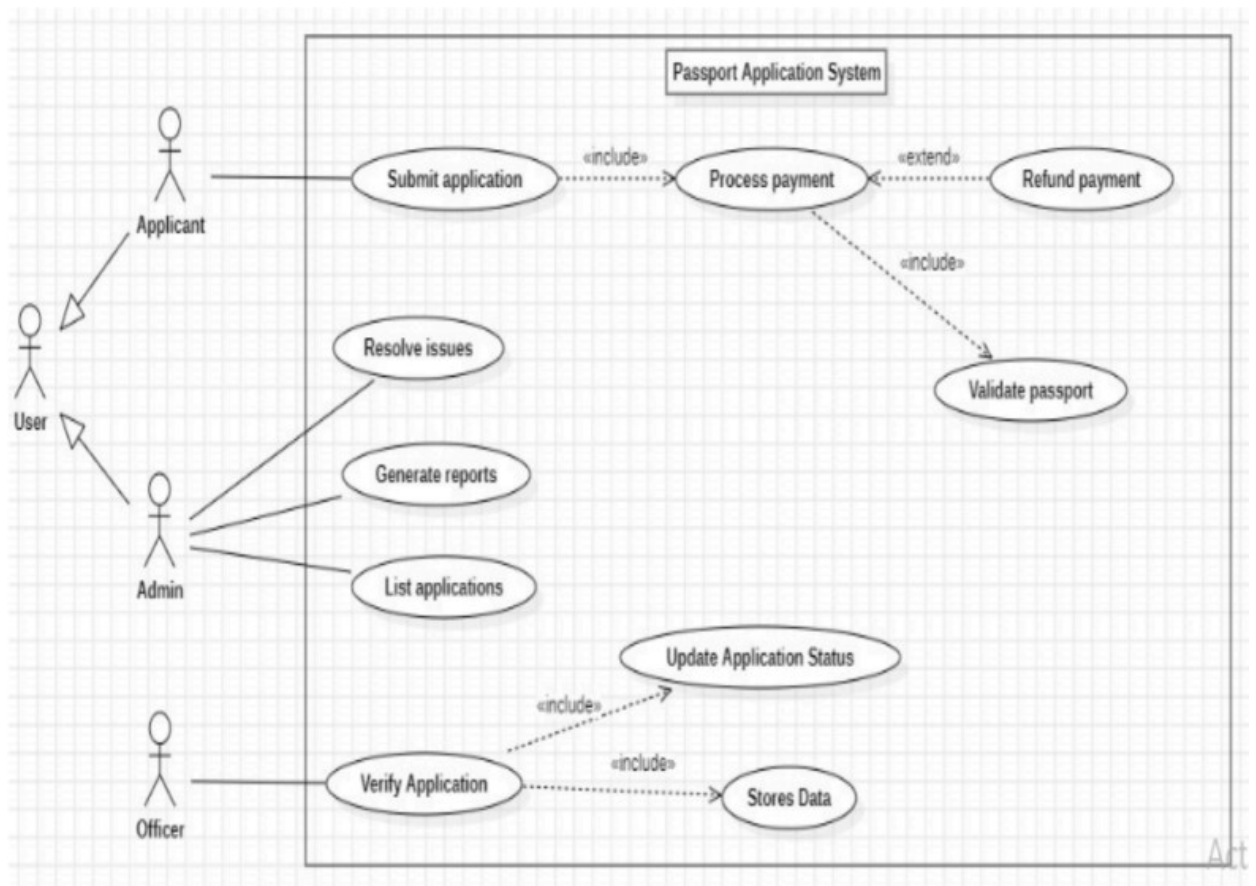 Passport Application System
Submit application
«include»
Process payment
«extend»
Refund payment
Applicant
«include»
Resolve issues
Validate passport
User
Generate reports
Admin
List applications
Update Application Status
«include»
«include»
Verify Application
Stores Data
Officer
Act